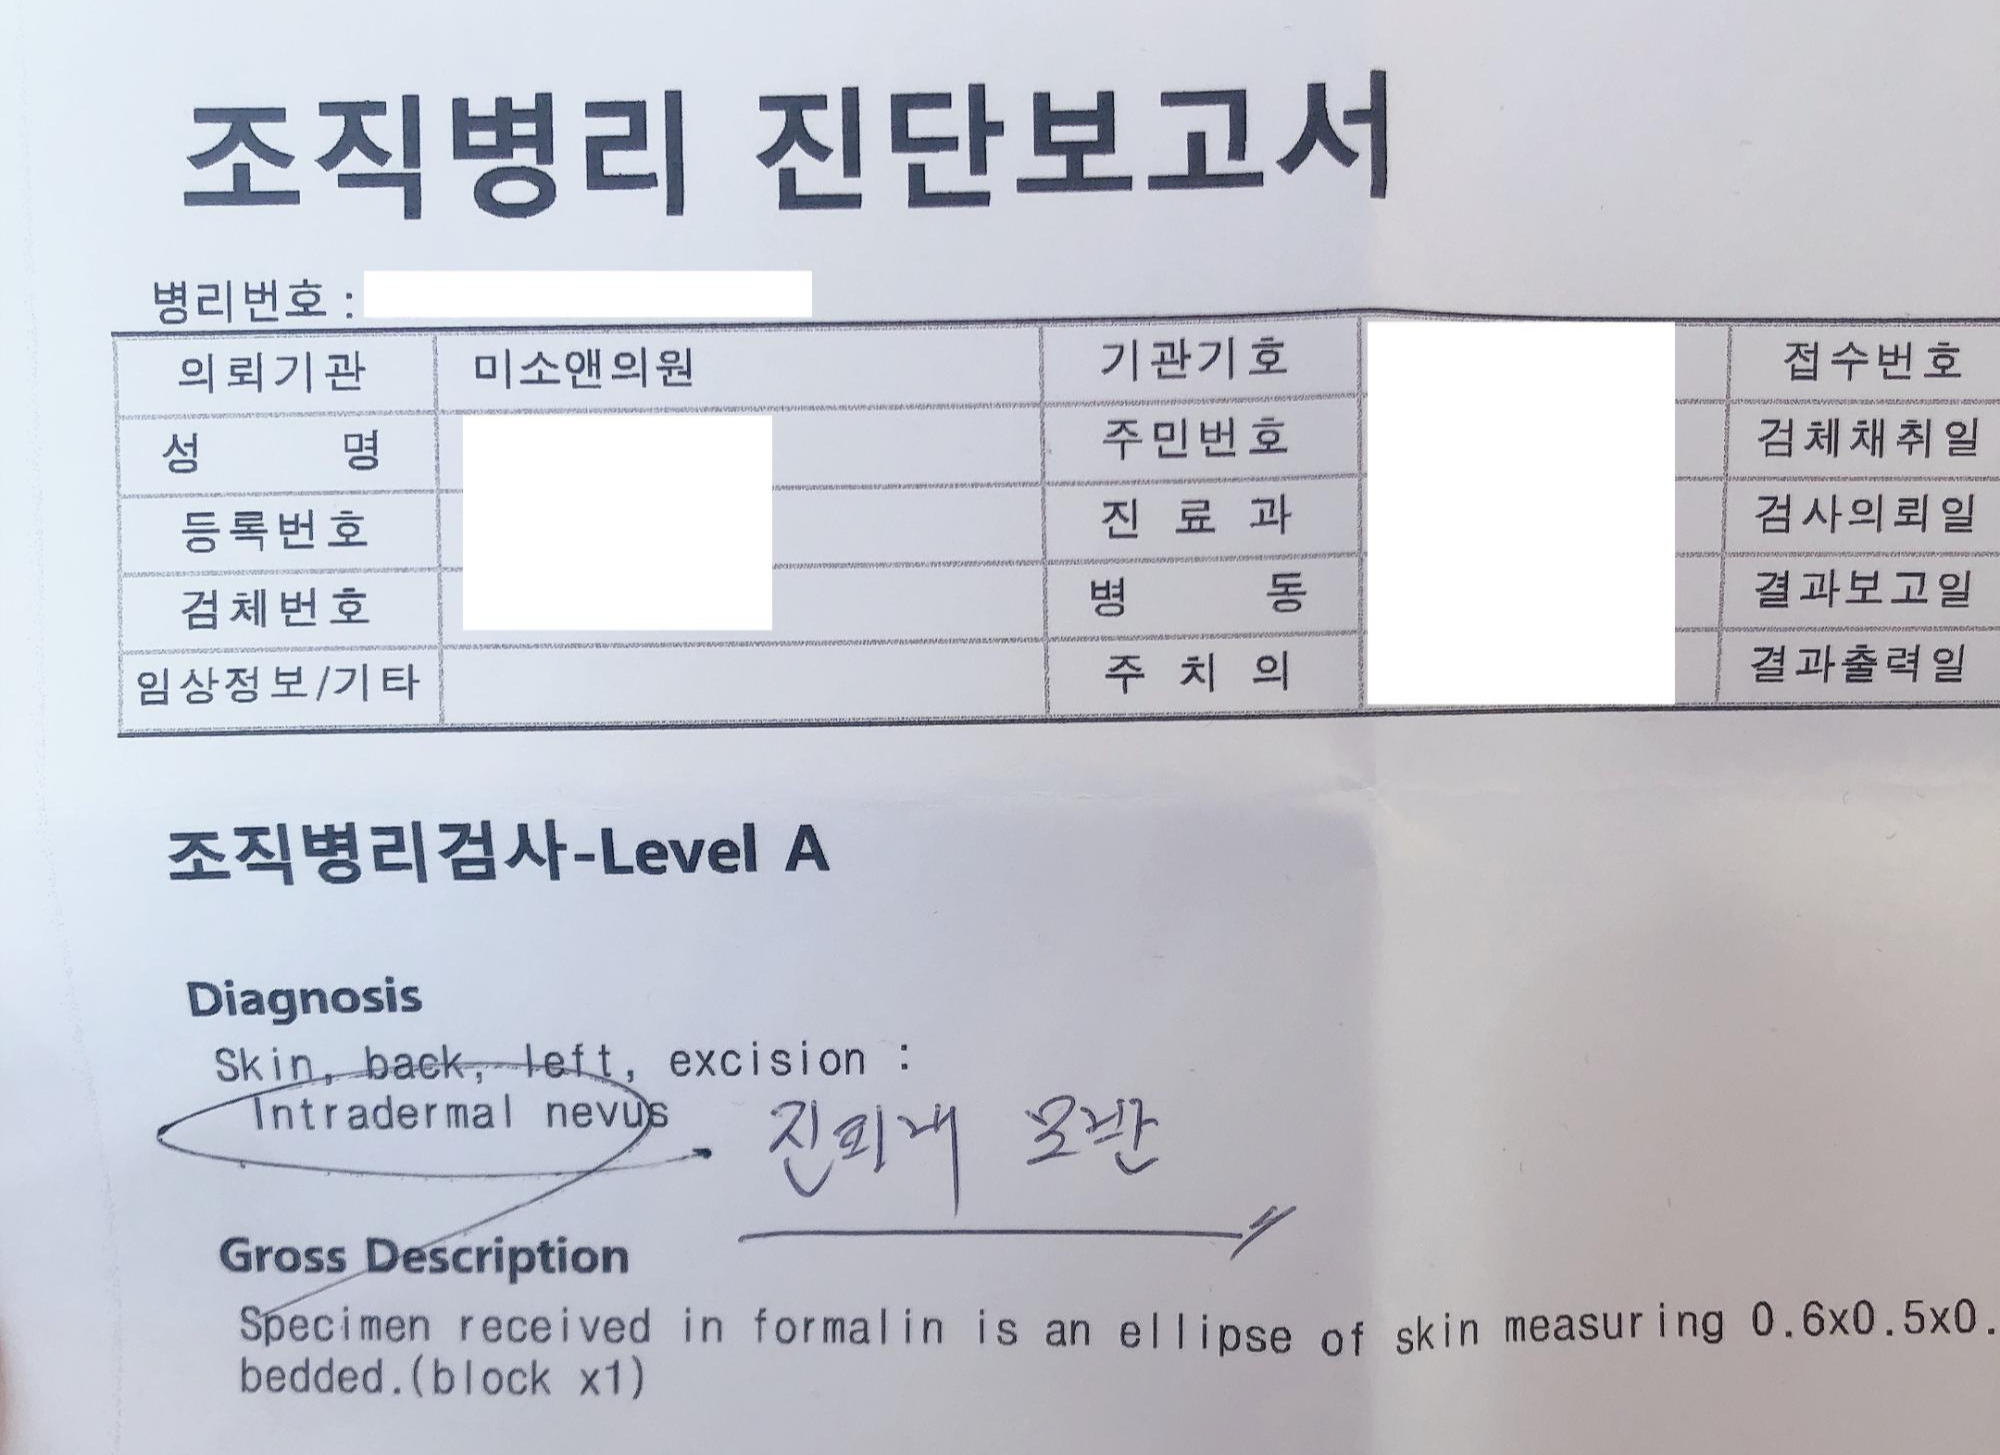 조직병리 진단보고서
병리번호 :
의뢰기관 미소앤의원 기관기호 접수번호
성 명 주민번호 검체채취일
등록번호 진 료 과 검사의뢰일
검체번호 병 동 결과보고일
임상정보/기타 주 치 의 결과출력일
조직병리검사-Level A
Diagnosis
Skin, back, left, excision :
Intradermal nevus
진피내 모반
Gross Description
Specimen received in formalin is an ellipse of skin measuring 0.6x0.5x0.
bedded.(block x1)